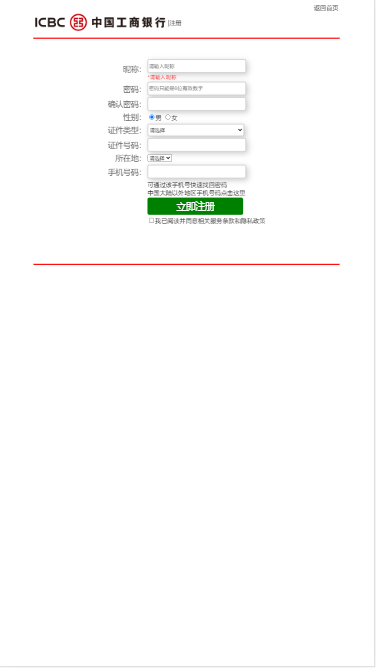 返回首页
ICBC 中国工商银行 |注册
昵称: 请输入昵称
*请输入昵称
密码: 密码只能是6位有效数字
确认密码:
性别: 男 女
证件类型: 请选择
证件号码:
所在地: 请选择
手机号码:
可通过该手机号快速找回密码
中国大陆以外地区手机号码点击这里
立即注册
我已阅读并同意相关服务条款和隐私政策